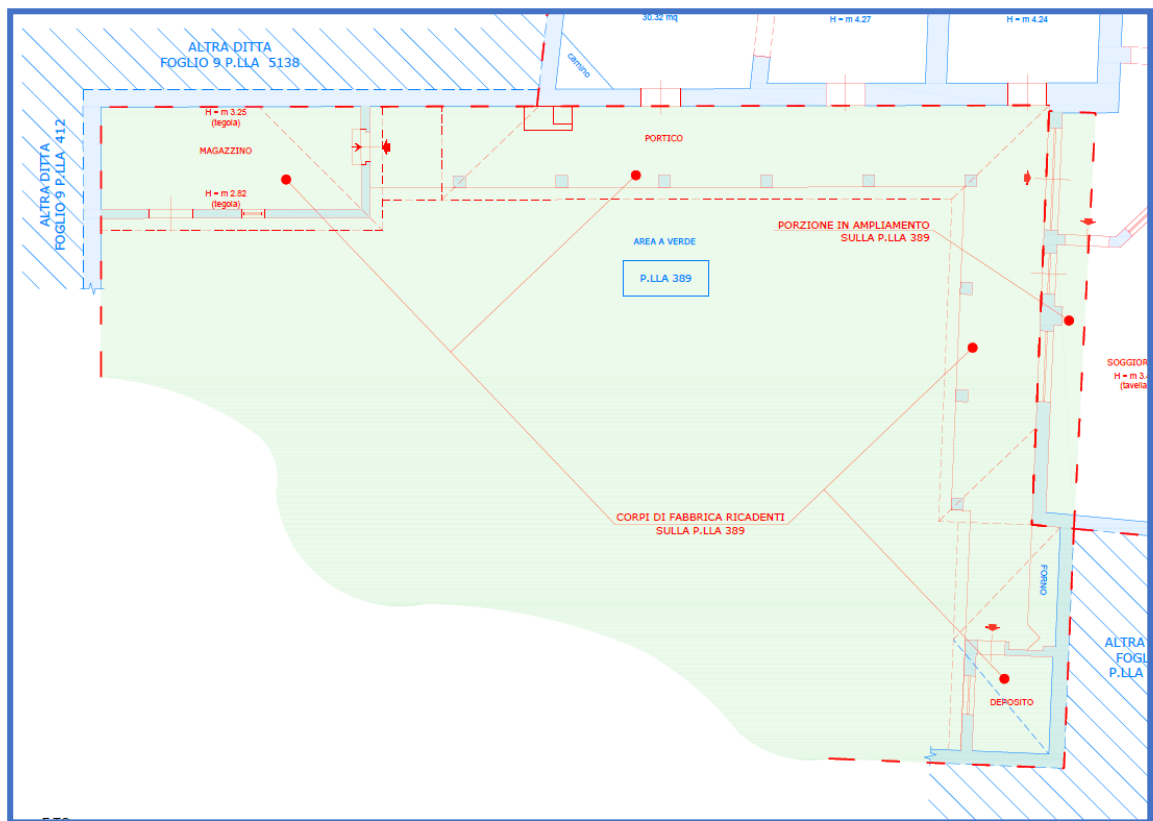 30.32 mq
H = m 4.27
H = m 4.24
ALTRA DITTA
FOGLIO 9 P.LLA 5138
camino
H = m 3.25
(tegola)
MAGAZZINO
PORTICO
ALTRA DITTA
FOGLIO 9 P.LLA 412
H = m 2.82
(tegola)
PORZIONE IN AMPLIAMENTO
SULLA P.LLA 389
AREA A VERDE
P.LLA 389
SOGGIOR
H = m 3.
(tavella
CORPI DI FABBRICA RICADENTI
SULLA P.LLA 389
FORNO
ALTRA
FOGL
P.LLA
DEPOSITO